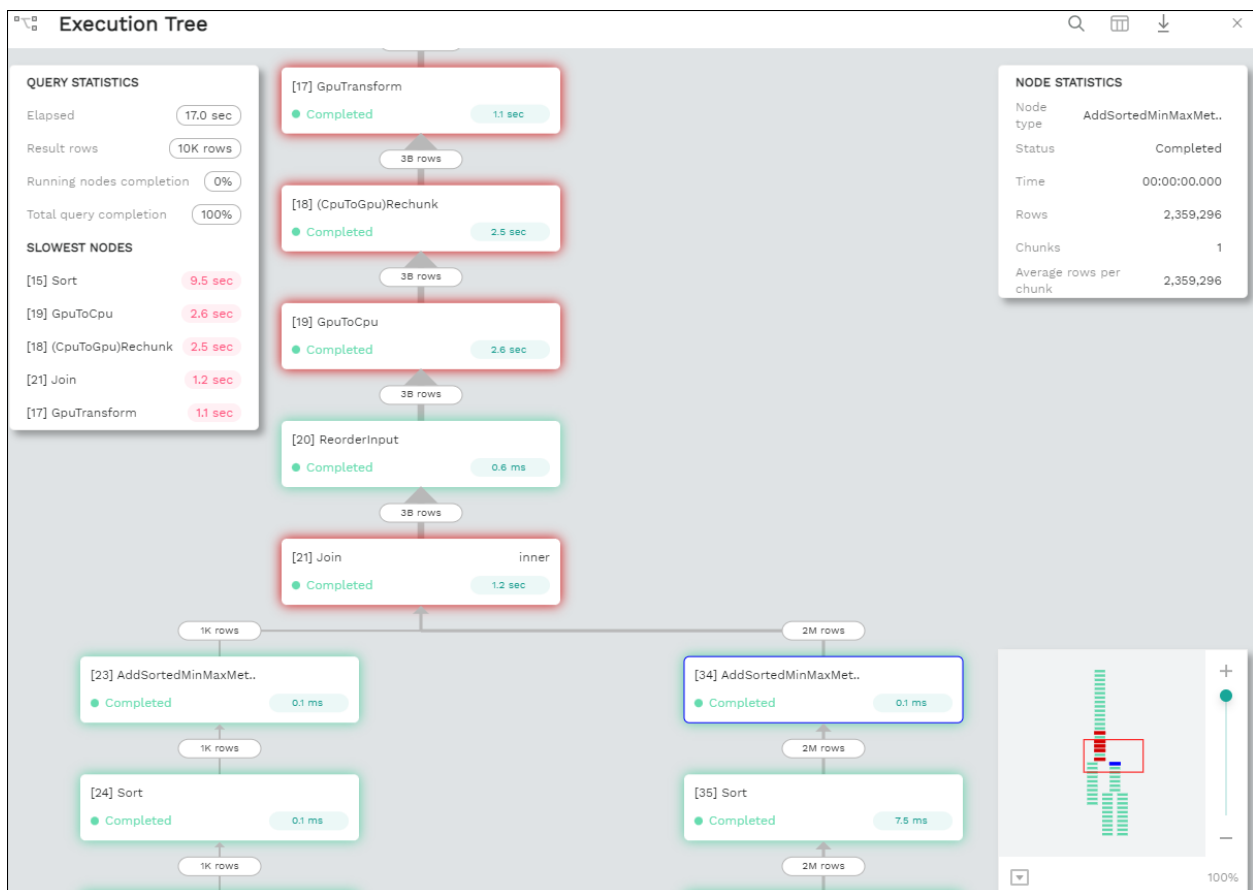 Execution Tree
QUERY STATISTICS
Elapsed 17.0 sec
Result rows 10K rows
Running nodes completion 0%
Total query completion 100%
SLOWEST NODES
[15] Sort 9.5 sec
[19] GpuToCpu 2.6 sec
[18] (CpuToGpu)Rechunk 2.5 sec
[21] Join 1.2 sec
[17] GpuTransform 1.1 sec
[17] GpuTransform
Completed 1.1 sec
3B rows
[18] (CpuToGpu)Rechunk
Completed 2.5 sec
3B rows
[19] GpuToCpu
Completed 2.6 sec
3B rows
[20] ReorderInput
Completed 0.6 ms
3B rows
[21] Join inner
Completed 1.2 sec
1K rows
2M rows
[23] AddSortedMinMaxMet..
Completed 0.1 ms
1K rows
[24] Sort
Completed 0.1 ms
1K rows
[34] AddSortedMinMaxMet..
Completed 0.1 ms
2M rows
[35] Sort
Completed 7.5 ms
2M rows
NODE STATISTICS
Node
type AddSortedMinMaxMet..
Status Completed
Time 00:00:00.000
Rows 2,359,296
Chunks 1
Average rows per
chunk 2,359,296
100%